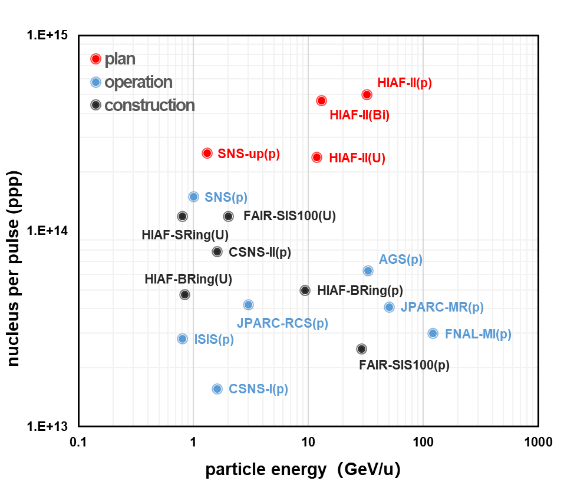 1.E+15
plan
operation
construction
HIAF-II(p)
HIAF-II(Bi)
SNS-up(p)
HIAF-II(U)
SNS(p)
FAIR-SIS100(U)
HIAF-SRing(U)
1.E+14
CSNS-II(p)
AGS(p)
HIAF-BRing(U)
HIAF-BRing(p)
JPARC-MR(p)
JPARC-RCS(p)
ISIS(p)
FNAL-MI(p)
FAIR-SIS100(p)
CSNS-I(p)
1.E+13
nucleus per pulse (ppp)
0.1
1
10
100
1000
particle energy（GeV/u）